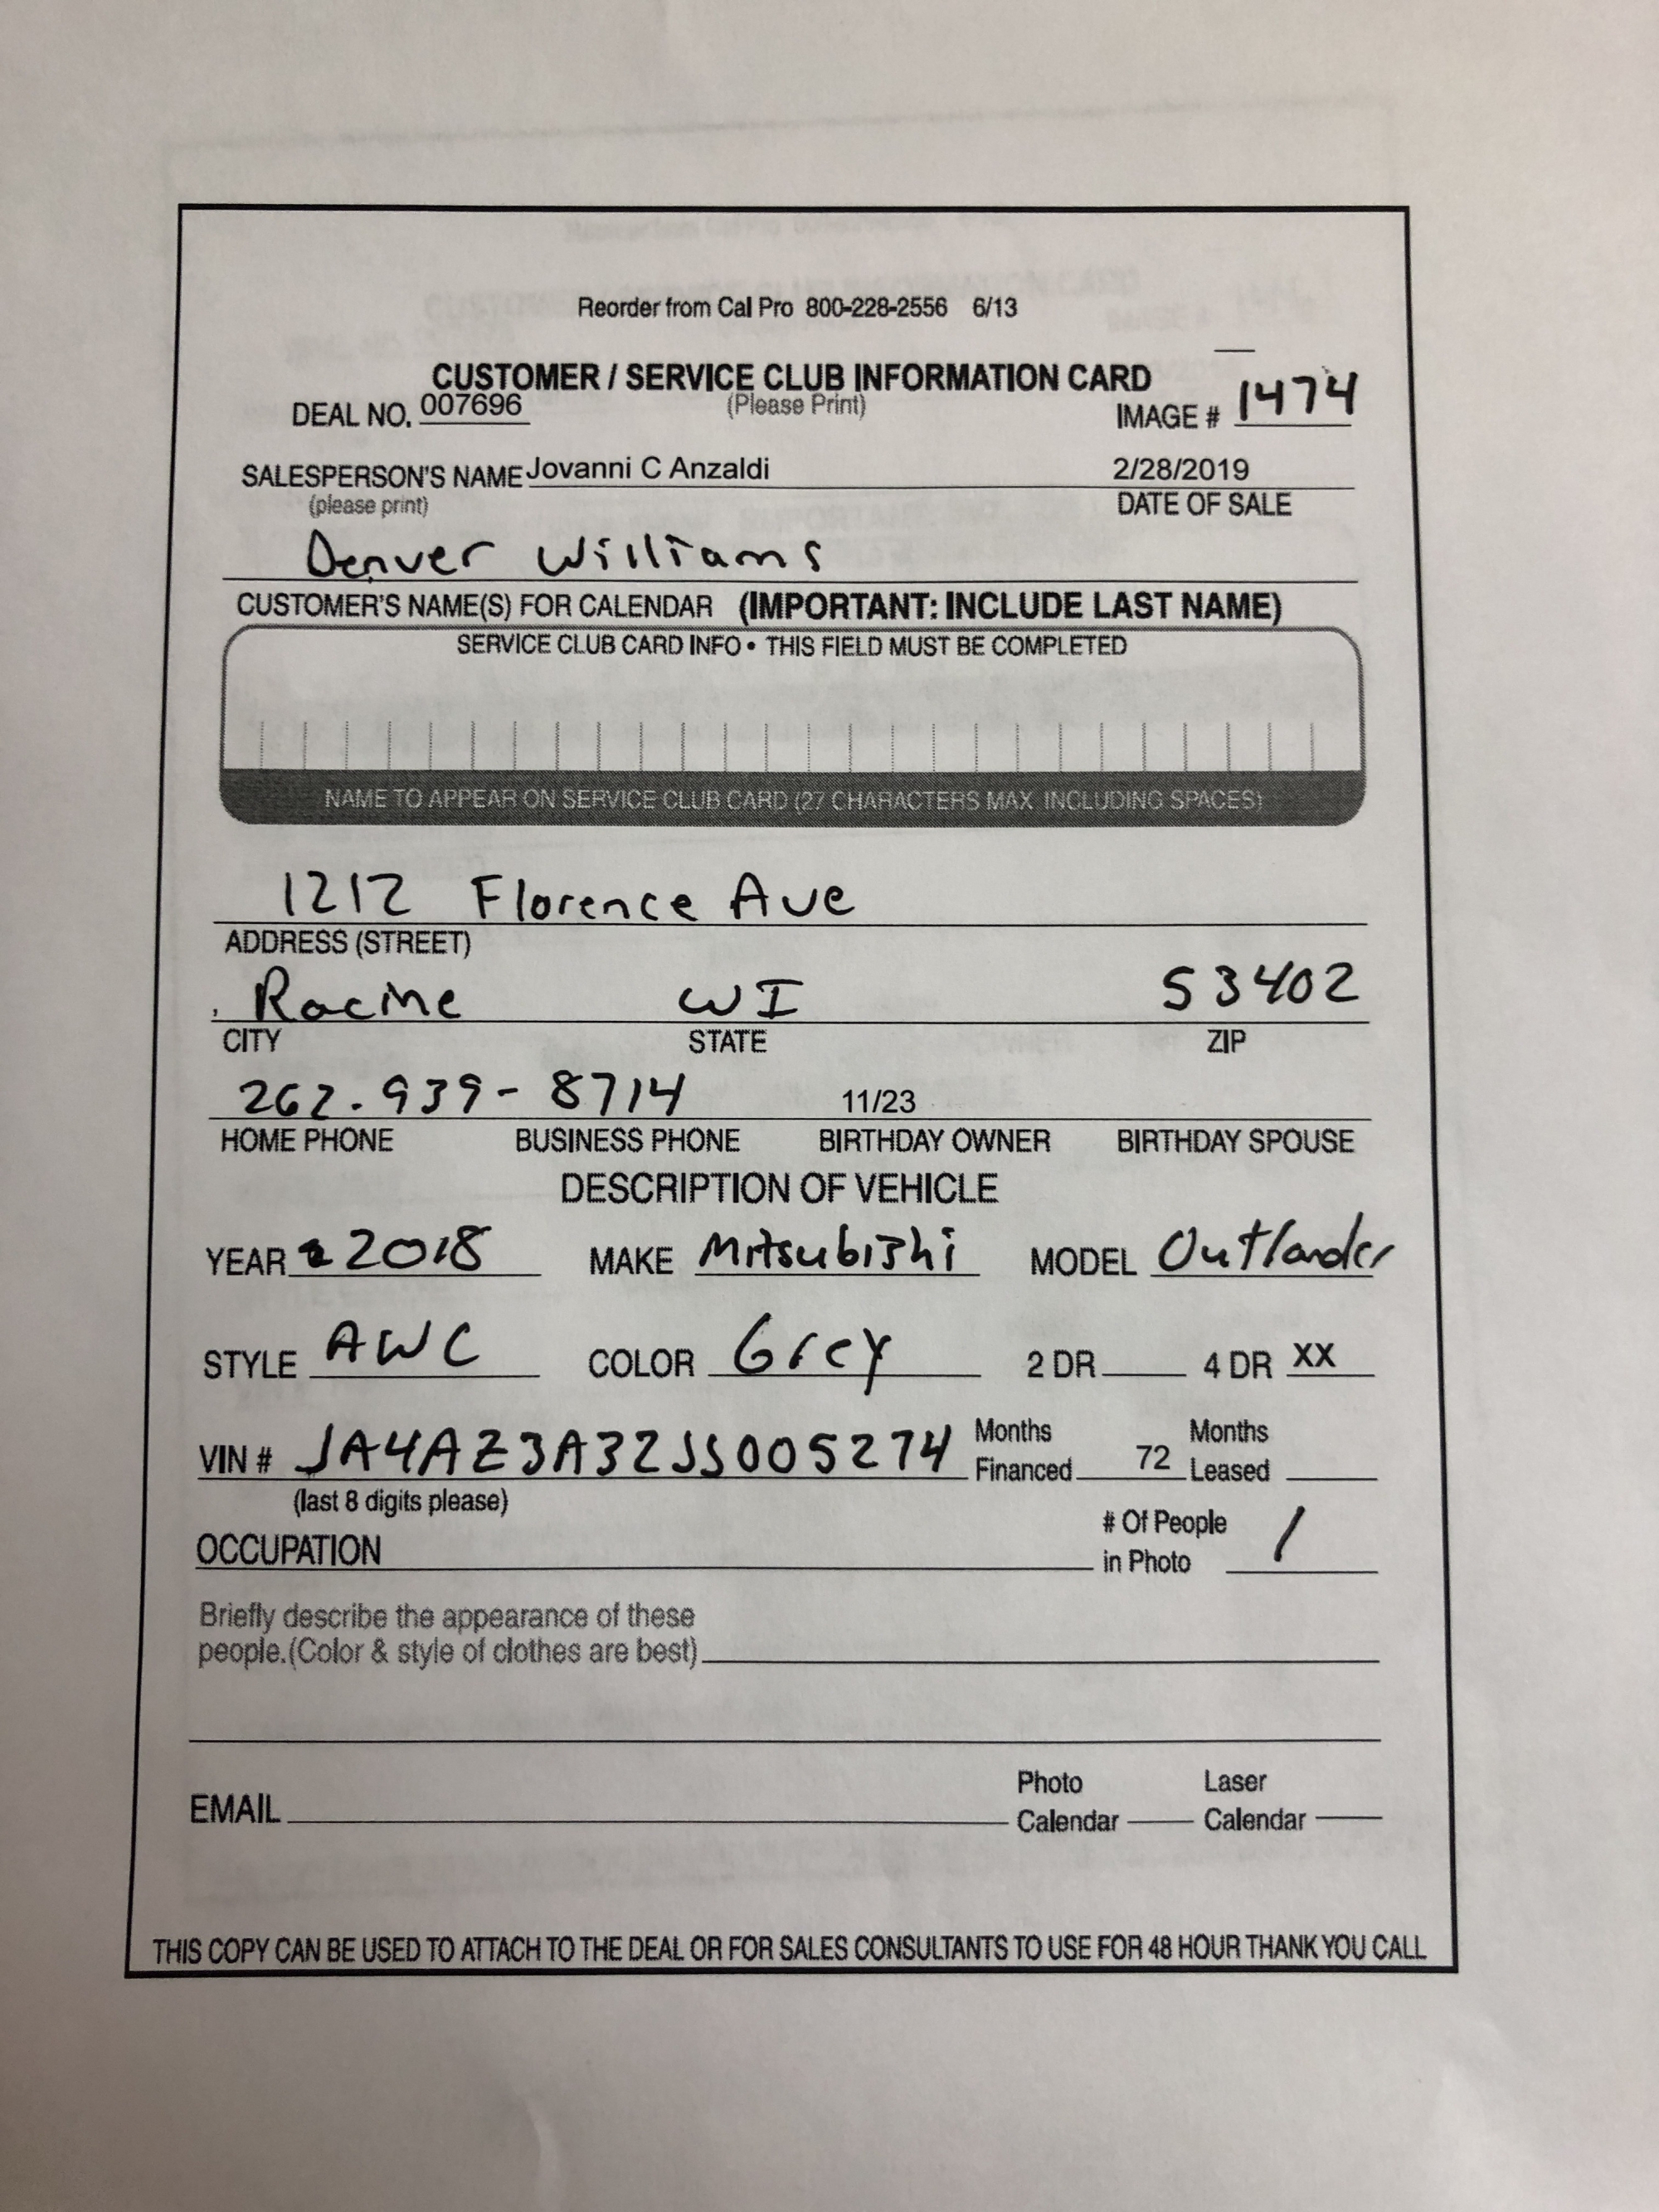 Reorder from Cal Pro 800-228-2556 6/13
CUSTOMER / SERVICE CLUB INFORMATION CARD
DEAL NO. 007696 (Please Print) IMAGE # 1474
SALESPERSON'S NAME Jovanni C Anzaldi 2/28/2019
(please print) DATE OF SALE
Denver Williams
CUSTOMER'S NAME(S) FOR CALENDAR (IMPORTANT: INCLUDE LAST NAME)
SERVICE CLUB CARD INFO • THIS FIELD MUST BE COMPLETED
NAME TO APPEAR ON SERVICE CLUB CARD (27 CHARACTERS MAX INCLUDING SPACES)
1212 Florence Ave
ADDRESS (STREET)
Racine WI 53402
CITY STATE ZIP
262.939-8714 11/23
HOME PHONE BUSINESS PHONE BIRTHDAY OWNER BIRTHDAY SPOUSE
DESCRIPTION OF VEHICLE
YEAR 2018 MAKE Mitsubishi MODEL Outlander
STYLE AWC COLOR Grey 2 DR 4 DR XX
VIN # JA4AZ3A32JJ005274 Months Financed 72 Months Leased
(last 8 digits please)
OCCUPATION # Of People in Photo 1
Briefly describe the appearance of these
people.(Color & style of clothes are best)
EMAIL Photo Calendar Laser Calendar
THIS COPY CAN BE USED TO ATTACH TO THE DEAL OR FOR SALES CONSULTANTS TO USE FOR 48 HOUR THANK YOU CALL